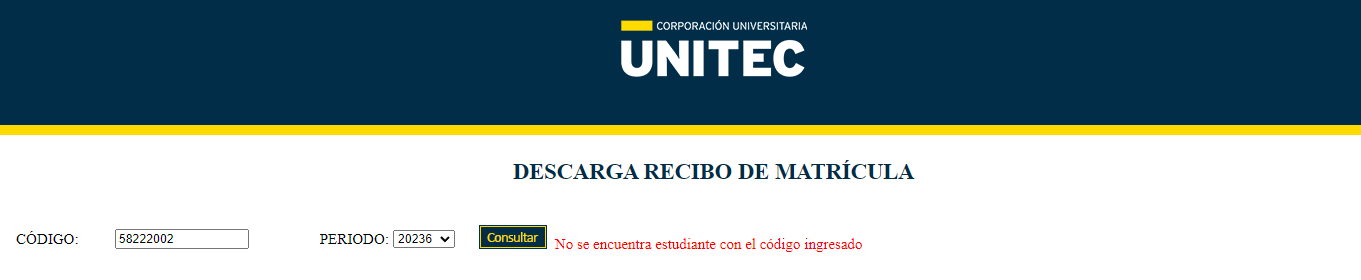 CORPORACIÓN UNIVERSITARIA
UNITEC
DESCARGA RECIBO DE MATRÍCULA
CÓDIGO: 58222002 PERIODO: 20236 Consultar No se encuentra estudiante con el código ingresado